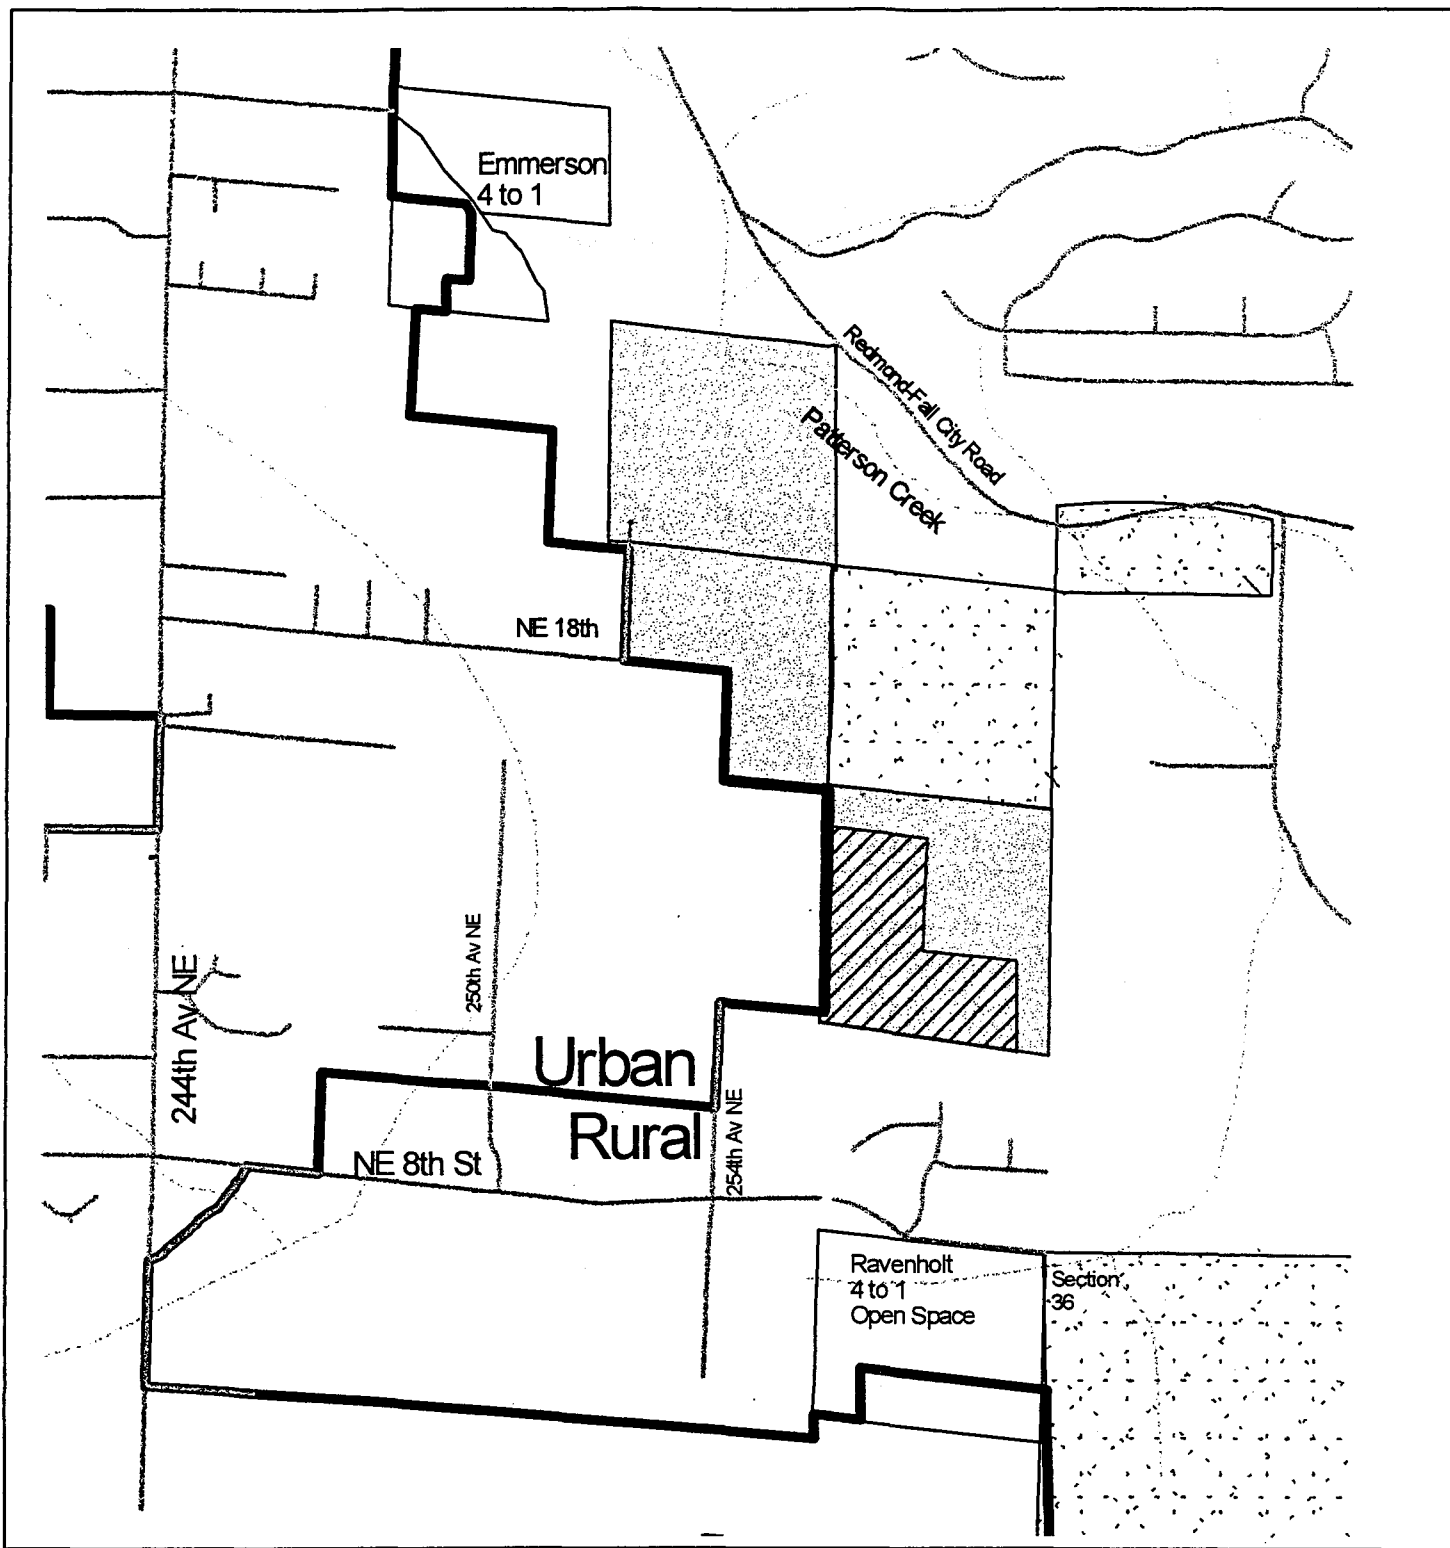 Emmerson
4 to 1
Redmond-Fall City Road
Patterson Creek
NE 18th
250th Av NE
244th Av NE
Urban
Rural
254th Av NE
NE 8th St
Ravenholt
4 to 1
Open Space
Section
36